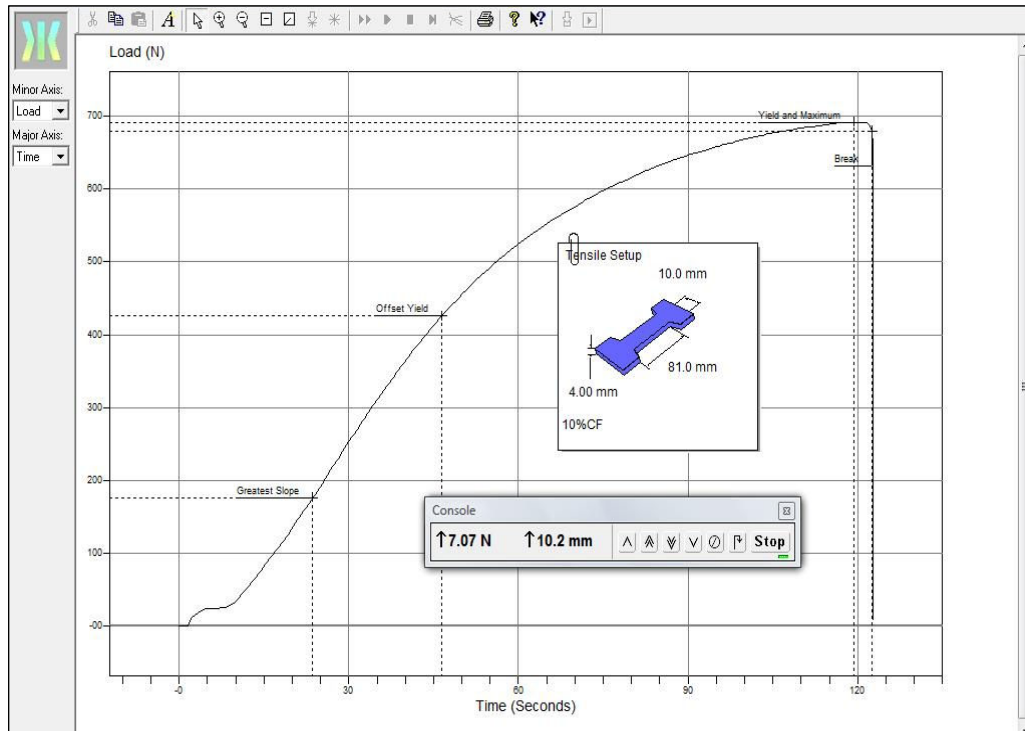 Load (N)
Minor Axis:
Load
Major Axis:
Time
700
Yield and Maximum
Break
600
500
Tensile Setup
10.0 mm
Offset Yield
400
81.0 mm
4.00 mm
300
10%CF
200
Greatest Slope
Console
↑7.07 N ↑10.2 mm Stop
100
-00
-0 30 60 90 120
Time (Seconds)